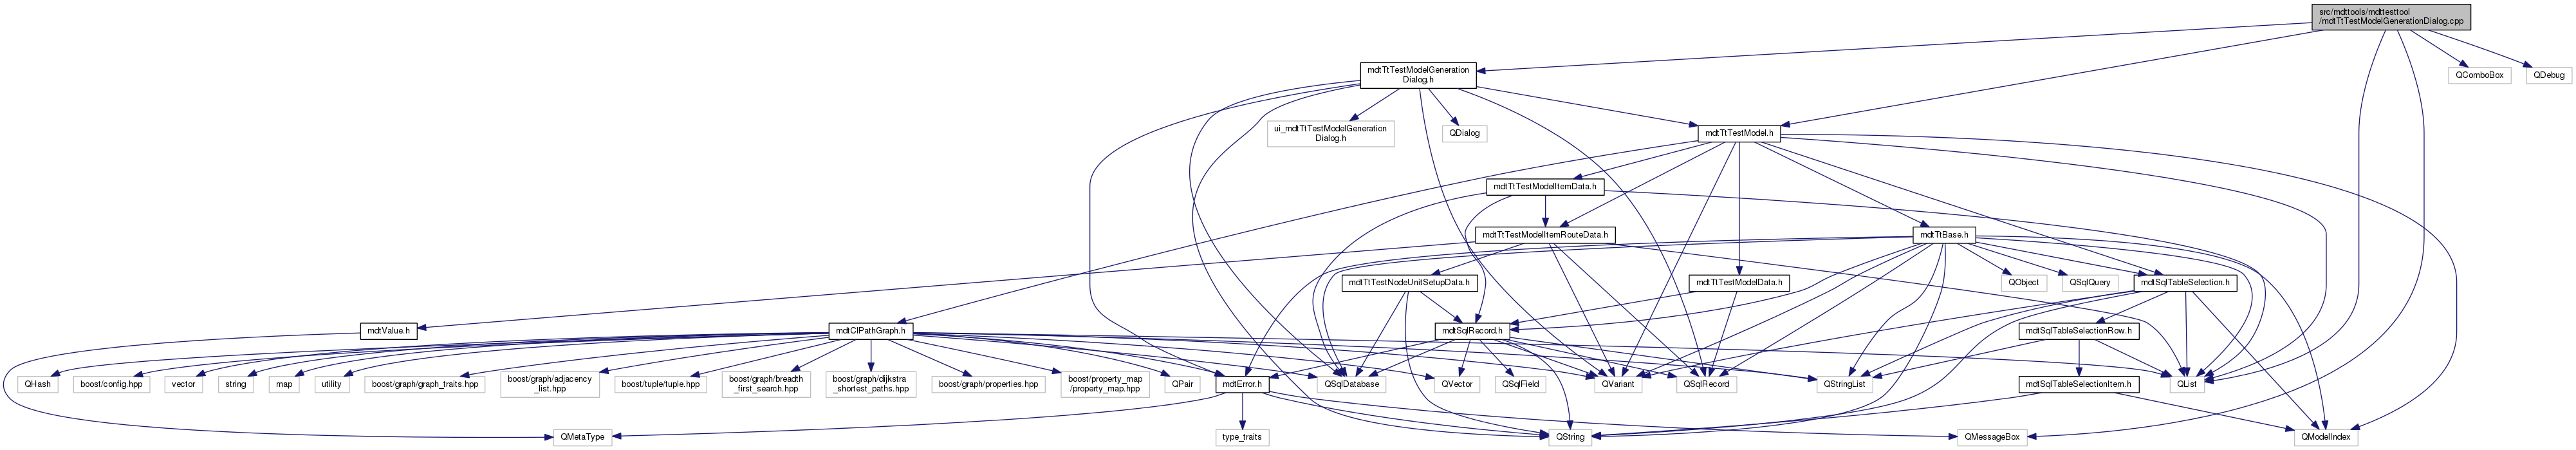 src/mdttools/mdttesttool
/mdtTtTestModelGenerationDialog.cpp
mdtTtTestModelGeneration
Dialog.h
QComboBox
QDebug
ui_mdtTtTestModelGeneration
Dialog.h
QDialog
mdtTtTestModel.h
mdtTtTestModelItemData.h
mdtTtTestModelItemRouteData.h
mdtTtBase.h
mdtTtTestNodeUnitSetupData.h
mdtTtTestModelData.h
QObject
QSqlQuery
mdtSqlTableSelection.h
mdtValue.h
mdtClPathGraph.h
mdtSqlRecord.h
mdtSqlTableSelectionRow.h
QHash
boost/config.hpp
vector
string
map
utility
boost/graph/graph_traits.hpp
boost/graph/adjacency
_list.hpp
boost/tuple/tuple.hpp
boost/graph/breadth
_first_search.hpp
boost/graph/dijkstra
_shortest_paths.hpp
boost/graph/properties.hpp
boost/property_map
/property_map.hpp
QPair
mdtError.h
QSqlDatabase
QVector
QSqlField
QVariant
QSqlRecord
QStringList
mdtSqlTableSelectionItem.h
QList
QMetaType
type_traits
QString
QMessageBox
QModelIndex